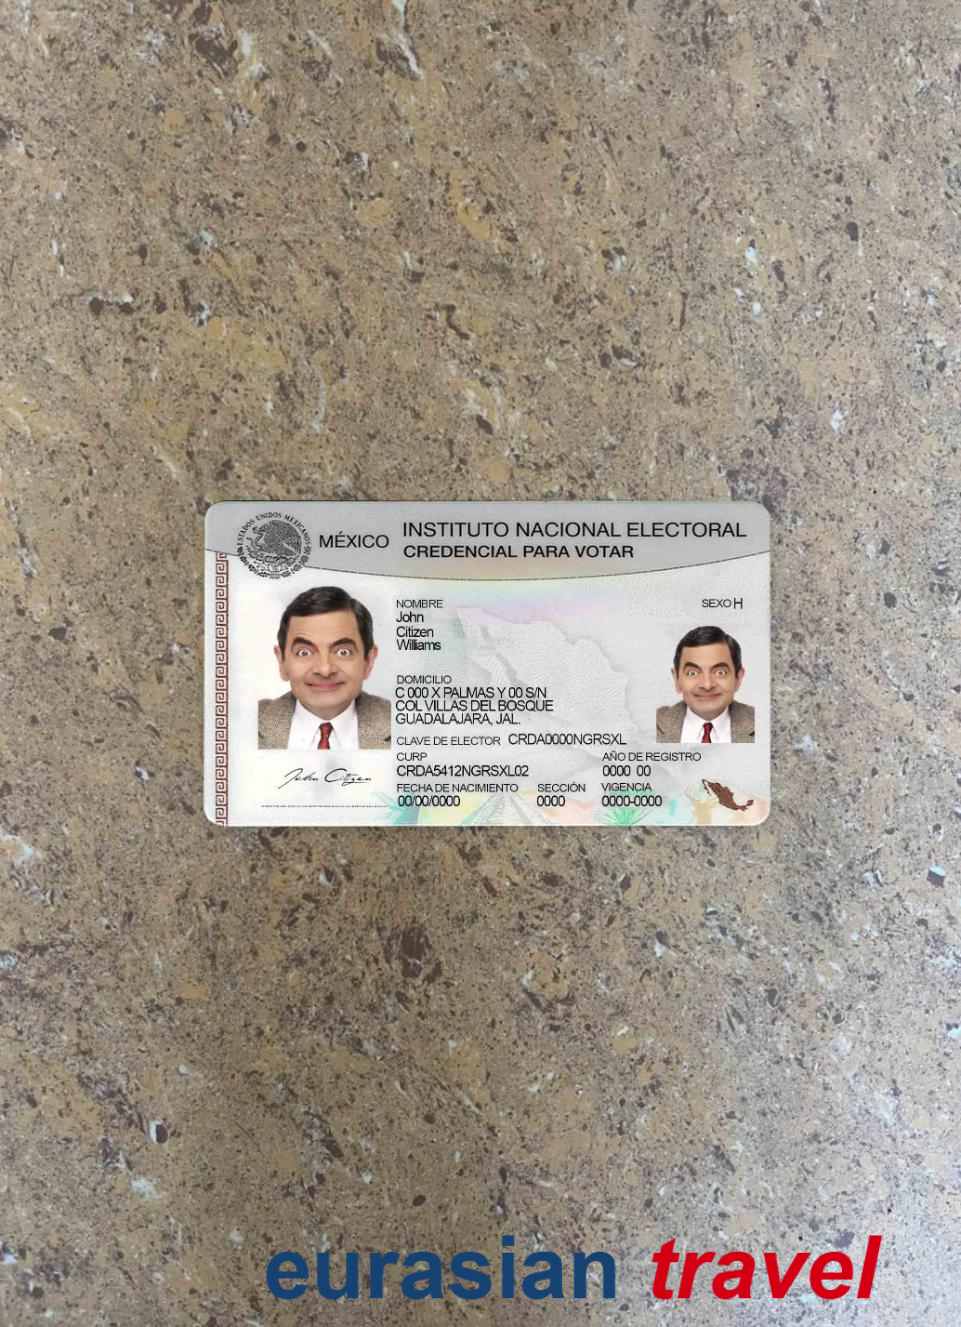 ESTADOS UNIDOS MEXICANOS
MÉXICO
INSTITUTO NACIONAL ELECTORAL
CREDENCIAL PARA VOTAR
NOMBRE
John
Citizen
Williams
SEXO H
DOMICILIO
C 000 X PALMAS Y 00 S/N
COL VILLAS DEL BOSQUE
GUADALAJARA, JAL.
CLAVE DE ELECTOR CRDA0000NGRSXL
CURP
CRDA5412NGRSXL02
AÑO DE REGISTRO
0000 00
FECHA DE NACIMIENTO
00/00/0000
SECCIÓN
0000
VIGENCIA
0000-0000
John Citizen
eurasian travel